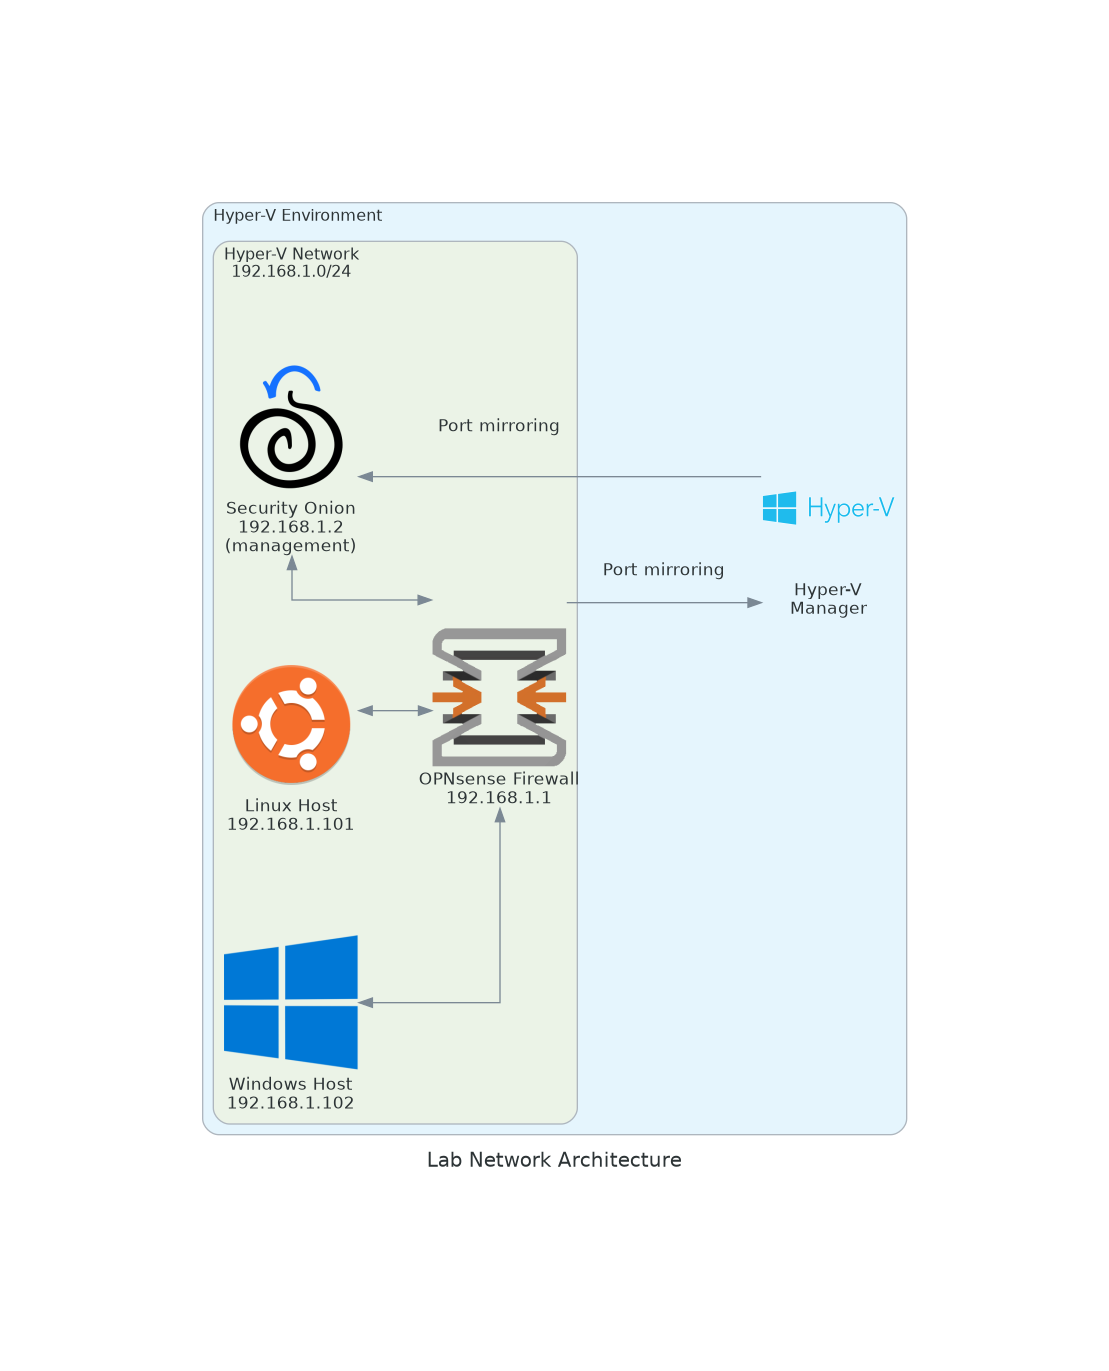 Hyper-V Environment
Hyper-V Network
192.168.1.0/24
Port mirroring
Security Onion
192.168.1.2
(management)
Hyper-V
Port mirroring
Hyper-V
Manager
OPNsense Firewall
192.168.1.1
Linux Host
192.168.1.101
Windows Host
192.168.1.102
Lab Network Architecture